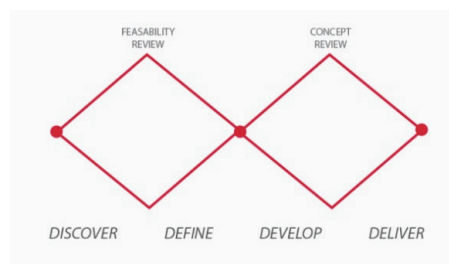 FEASABILITY
REVIEW
CONCEPT
REVIEW
DISCOVER
DEFINE
DEVELOP
DELIVER